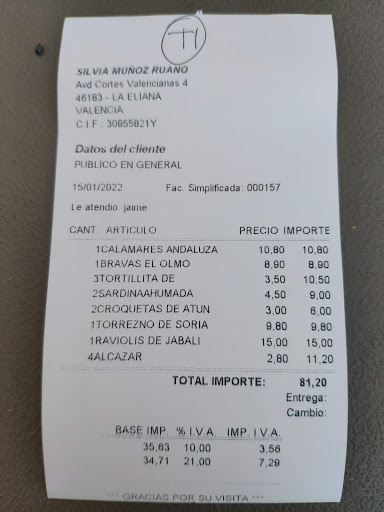 T1
SILVIA MUÑOZ RUANO
Avd Cortes Valencianas 4
46183 - LA ELIANA
VALENCIA
C.I.F.: 30955821Y
Datos del cliente
PUBLICO EN GENERAL
15/01/2022 Fac. Simplificada: 000157
Le atendio: jaime
CANT. ARTICULO PRECIO IMPORTE
1CALAMARES ANDALUZA 10,80 10,80
1BRAVAS EL OLMO 8,90 8,90
3TORTILLITA DE 3,50 10,50
2SARDINAAHUMADA 4,50 9,00
2CROQUETAS DE ATUN 3,00 6,00
1TORREZNO DE SORIA 9,80 9,80
1RAVIOLIS DE JABALI 15,00 15,00
4ALCAZAR 2,80 11,20
TOTAL IMPORTE: 81,20
Entrega:
Cambio:
BASE IMP. % I.V.A. IMP. I.V.A.
35,63 10,00 3,56
34,71 21,00 7,29
*** GRACIAS POR SU VISITA ***